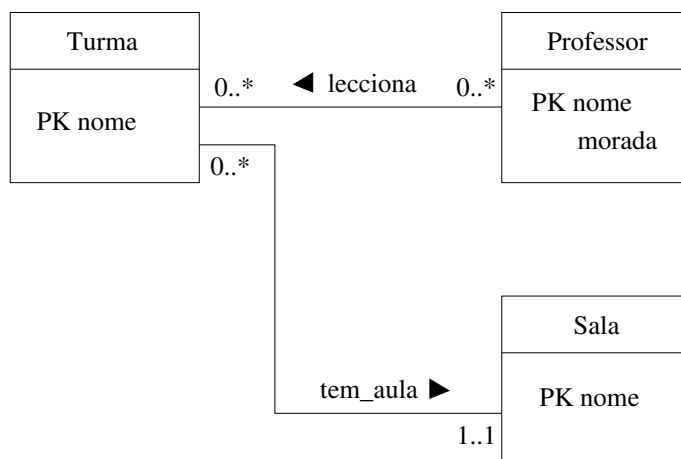 Turma
Professor
0..* ◄ lecciona 0..*
PK nome
PK nome
morada
0..*
Sala
tem_aula ►
PK nome
1..1